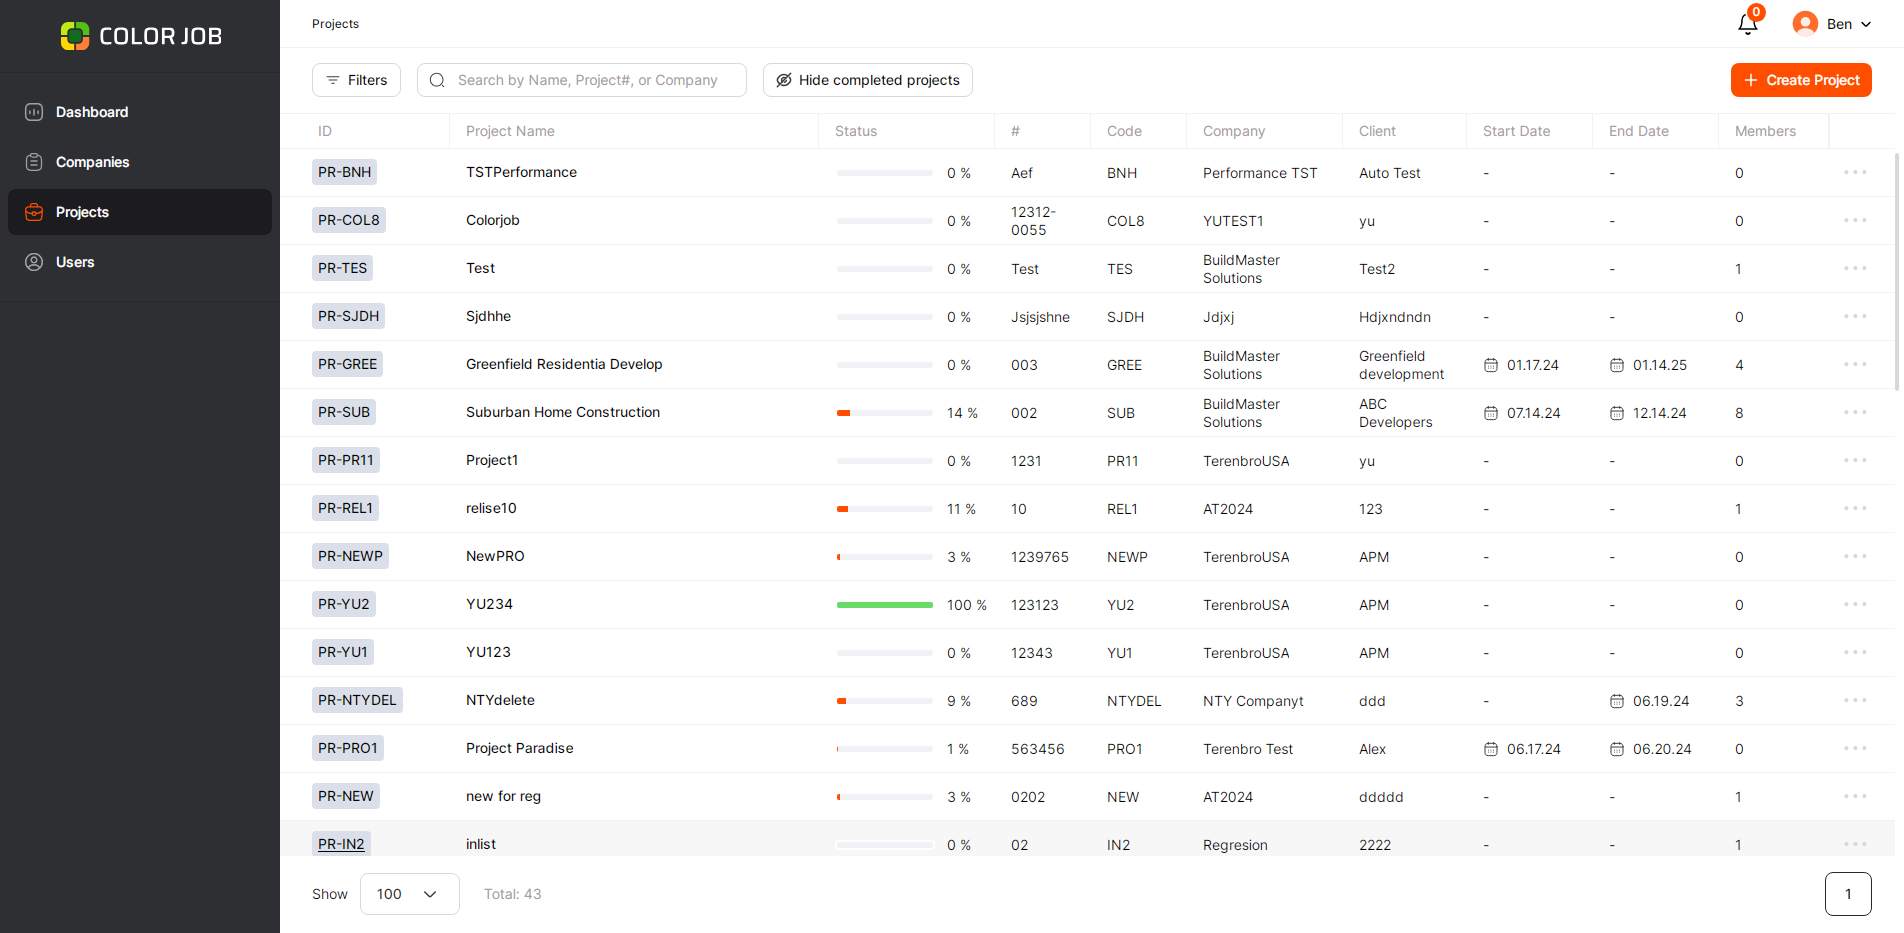 COLOR JOB
Projects
0
Ben
Dashboard
Companies
Projects
Users
Filters
Search by Name, Project#, or Company
Hide completed projects
Create Project
ID Project Name Status # Code Company Client Start Date End Date Members
PR-BNH TSTPerformance 0 % Aef BNH Performance TST Auto Test - - 0
PR-COL8 Colorjob 0 % 12312-
0055 COL8 YUTEST1 yu - - 0
PR-TES Test 0 % Test TES BuildMaster
Solutions Test2 - - 1
PR-SJDH Sjdhhe 0 % Jsjsjshne SJDH Jdjxj Hdjxndndn - - 0
PR-GREE Greenfield Residentia Develop 0 % 003 GREE BuildMaster
Solutions Greenfield
development 01.17.24 01.14.25 4
PR-SUB Suburban Home Construction 14 % 002 SUB BuildMaster
Solutions ABC
Developers 07.14.24 12.14.24 8
PR-PR11 Project1 0 % 1231 PR11 TerenbroUSA yu - - 0
PR-REL1 relise10 11 % 10 REL1 AT2024 123 - - 1
PR-NEWP NewPRO 3 % 1239765 NEWP TerenbroUSA APM - - 0
PR-YU2 YU234 100 % 123123 YU2 TerenbroUSA APM - - 0
PR-YU1 YU123 0 % 12343 YU1 TerenbroUSA APM - - 0
PR-NTYDEL NTYdelete 9 % 689 NTYDEL NTY Companyt ddd - 06.19.24 3
PR-PRO1 Project Paradise 1 % 563456 PRO1 Terenbro Test Alex 06.17.24 06.20.24 0
PR-NEW new for reg 3 % 0202 NEW AT2024 ddddd - - 1
PR-IN2 inlist 0 % 02 IN2 Regresion 2222 - - 1
Show 100 Total: 43
1